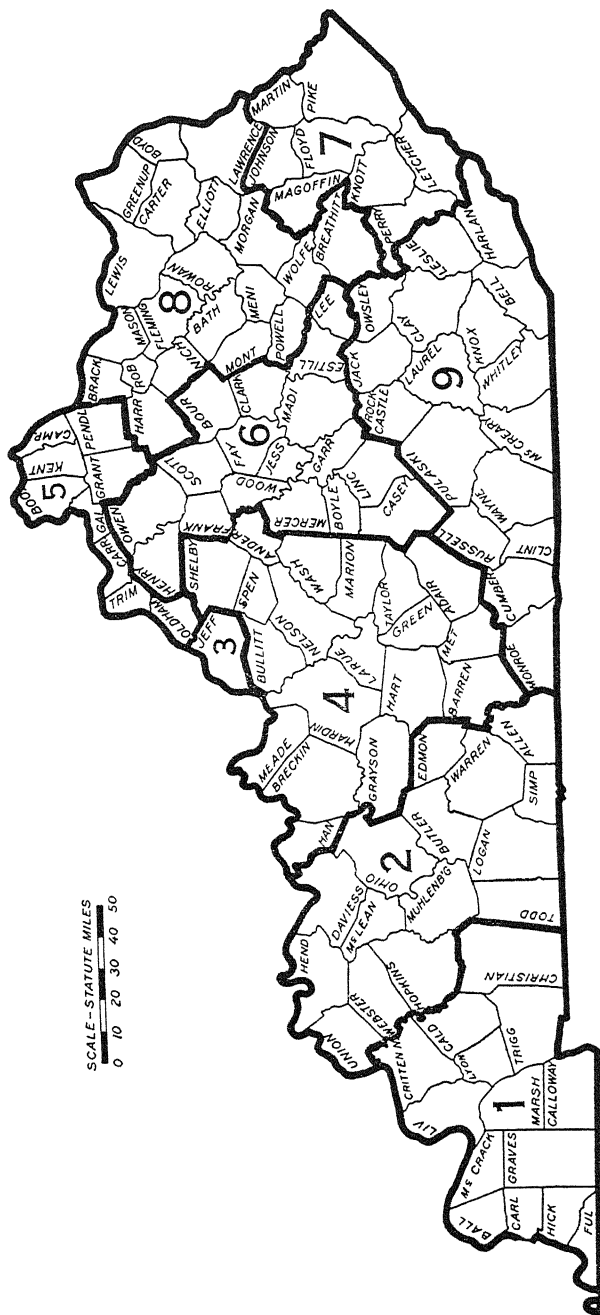 SCALE-STATUTE MILES
0 10 20 30 40 50
BALL
CARL
HICK
FUL
Mc CRACK
GRAVES
1
MARSH
CALLOWAY
LIV
CRITTEN
LYON
CALD
TRIGG
CHRISTIAN
UNION
WEBSTER
HOPKINS
HEND
DAVIESS
Mc LEAN
MUHLENB'G
OHIO
2
HAN
BUTLER
LOGAN
TODD
SIMP
WARREN
ALLEN
EDMON
MEADE
BRECKIN
HARDIN
GRAYSON
4
HART
LARUE
NELSON
BULLITT
SPEN
SHELBY
ANDER
WASH
MARION
TAYLOR
GREEN
ADAIR
MET
BARREN
MONROE
CUMBER
CLINT
RUSSELL
WAYNE
PULASKI
Mc CREARY
3
JEFF
OLDHAM
TRIM
HENRY
CARR
GAL
OWEN
5
BOO
KENT
CAMP
GRANT
PENDL
6
FRANK
SCOTT
WOOD
FAY
BOUR
CLARK
JESS
MADI
ESTILL
GARR
MERCER
BOYLE
LINC
CASEY
HARR
ROB
BRACK
MASON
FLEMING
NICH
8
LEWIS
ROWAN
BATH
MONT
MENI
POWELL
WOLFE
BREATHITT
LEE
MORGAN
ELLIOTT
CARTER
GREENUP
BOYD
LAWRENCE
7
JOHNSON
MARTIN
MAGOFFIN
FLOYD
PIKE
KNOTT
LETCHER
PERRY
9
ROCK
CASTLE
JACK
OWSLEY
CLAY
LAUREL
KNOX
WHITLEY
BELL
HARLAN
LESLIE